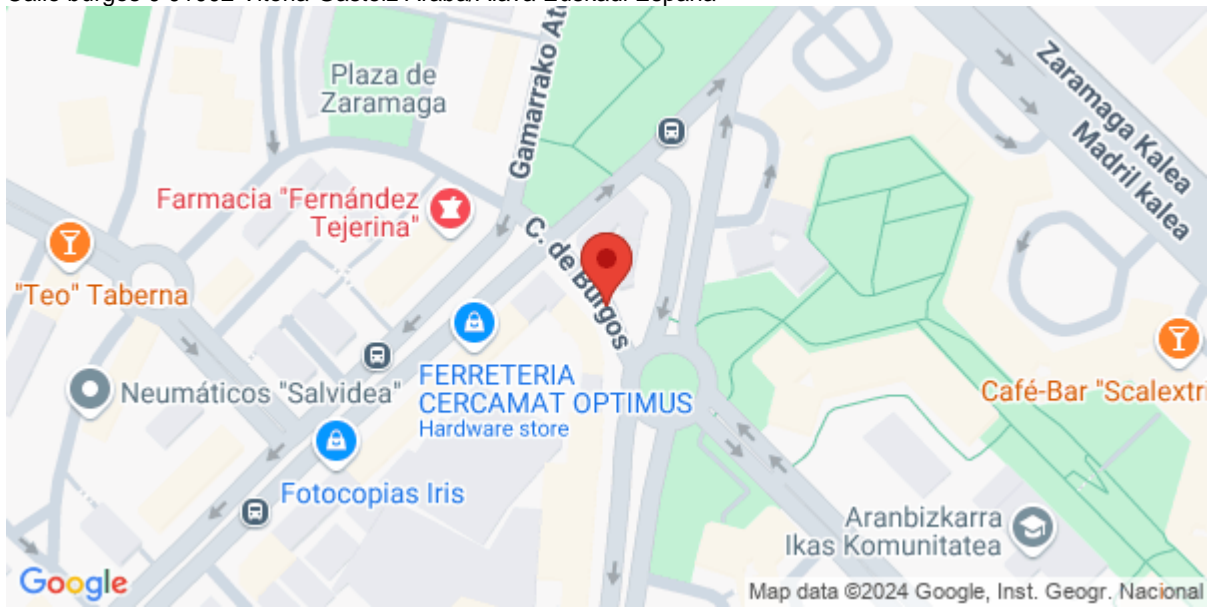 Plaza de
Zaramaga
Gamarrako At
Zaramaga Kalea
Madril kalea
Farmacia "Fernández
Tejerina"
C. de Burgos
"Teo" Taberna
Neumáticos "Salvidea"
FERRETERIA
CERCAMAT OPTIMUS
Hardware store
Café-Bar "Scalextri
Fotocopias Iris
Aranbizkarra
Ikas Komunitatea
Google
Map data ©2024 Google, Inst. Geogr. Nacional